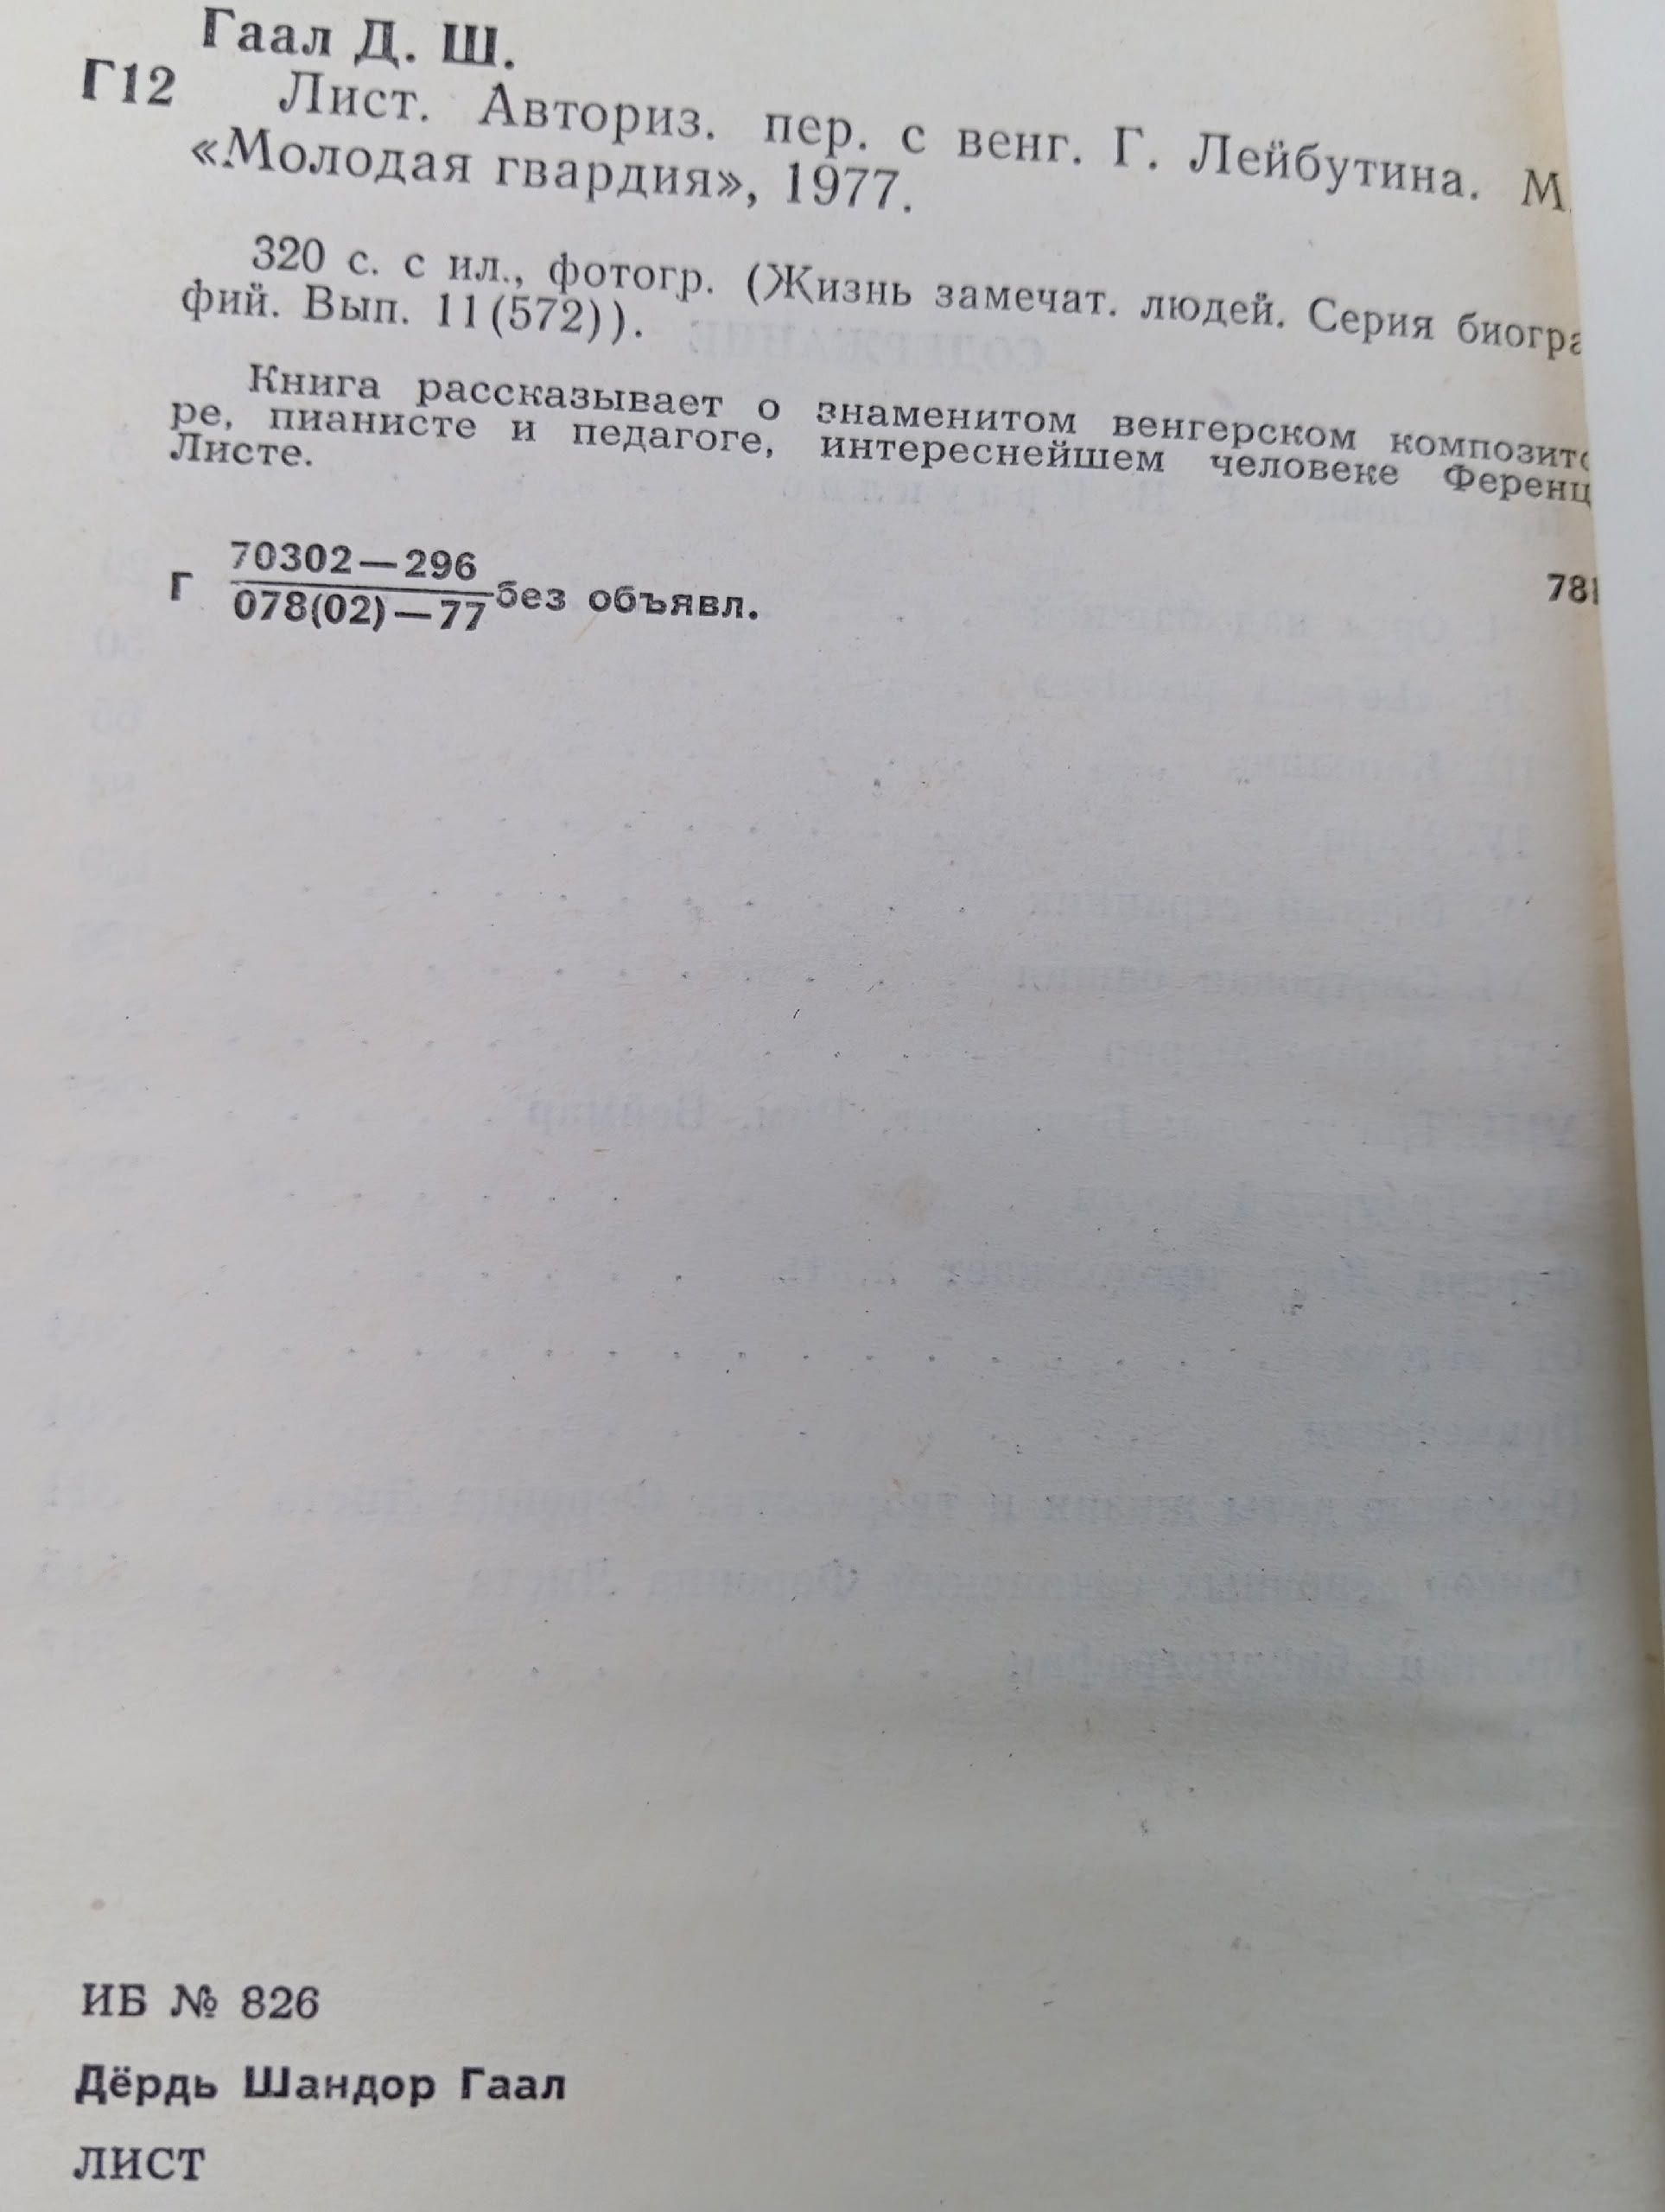 Гаал Д. Ш.
Г12 Лист. Авториз. пер. с венг. Г. Лейбутина. М.
«Молодая гвардия», 1977.
320 с. с ил., фотогр. (Жизнь замечат. людей. Серия биогра
фий. Вып. 11(572)).
Книга рассказывает о знаменитом венгерском композито
ре, пианисте и педагоге, интереснейшем человеке Ференц
Листе.
Г 70302—296
078(02)—77 без объявл.
78
ИБ № 826
Дёрдь Шандор Гаал
ЛИСТ